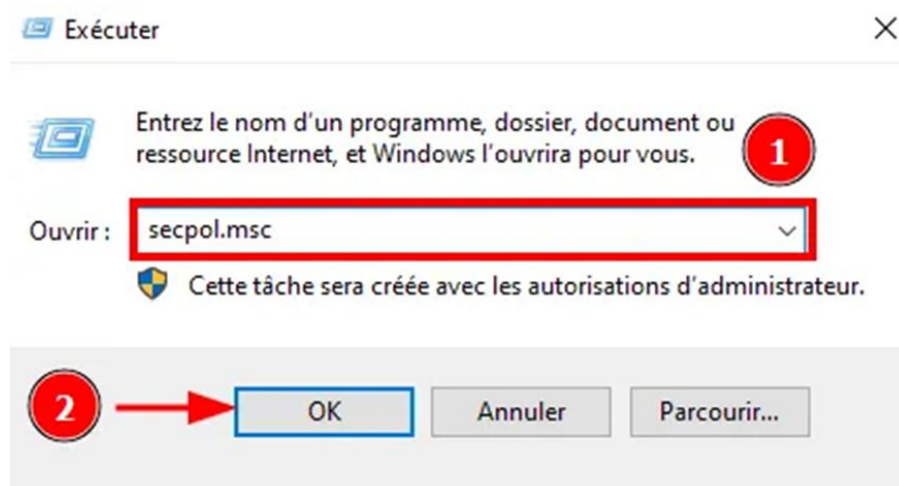 Exécuter
Entrez le nom d'un programme, dossier, document ou
ressource Internet, et Windows l'ouvrira pour vous.
1
Ouvrir :
secpol.msc
Cette tâche sera créée avec les autorisations d'administrateur.
2
OK
Annuler
Parcourir...